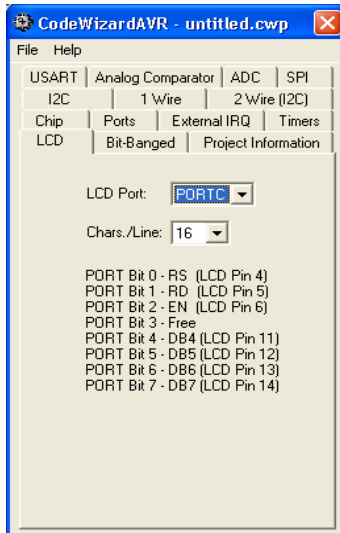 CodeWizardAVR - untitled.cwp
File Help
USART Analog Comparator ADC SPI
I2C 1 Wire 2 Wire (I2C)
Chip Ports External IRQ Timers
LCD Bit-Banged Project Information
LCD Port: PORTC
Chars./Line: 16
PORT Bit 0 - RS (LCD Pin 4)
PORT Bit 1 - RD (LCD Pin 5)
PORT Bit 2 - EN (LCD Pin 6)
PORT Bit 3 - Free
PORT Bit 4 - DB4 (LCD Pin 11)
PORT Bit 5 - DB5 (LCD Pin 12)
PORT Bit 6 - DB6 (LCD Pin 13)
PORT Bit 7 - DB7 (LCD Pin 14)